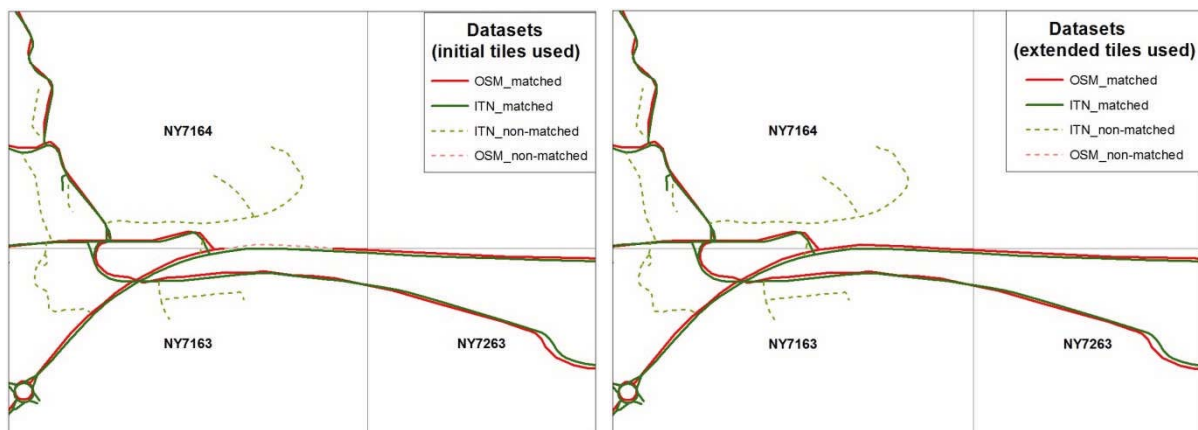 Datasets
(initial tiles used)
OSM_matched
ITN_matched
ITN_non-matched
OSM_non-matched
NY7164
NY7163
NY7263
Datasets
(extended tiles used)
OSM_matched
ITN_matched
ITN_non-matched
OSM_non-matched
NY7164
NY7163
NY7263